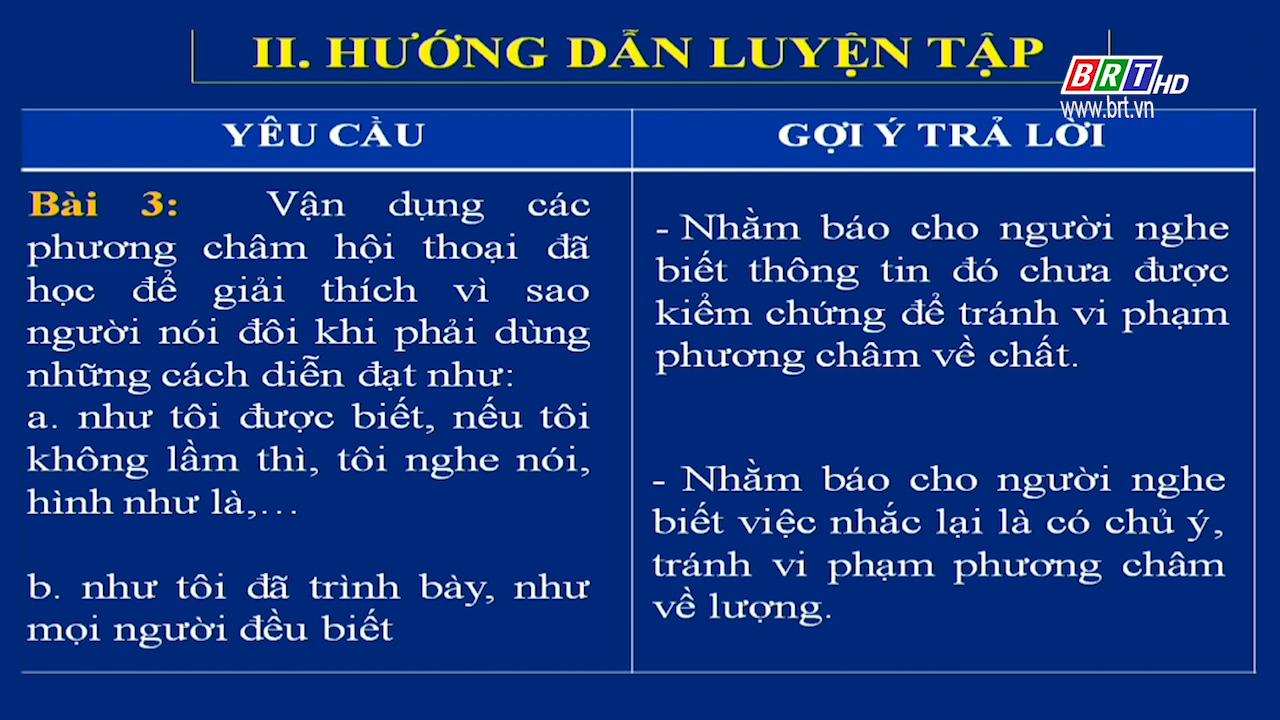 II. HƯỚNG DẪN LUYỆN TẬP
BRT HD
www.brt.vn
YÊU CẦU
GỢI Ý TRẢ LỜI
Bài 3: Vận dụng các
phương châm hội thoại đã
học để giải thích vì sao
người nói đôi khi phải dùng
những cách diễn đạt như:
a. như tôi được biết, nếu tôi
không lầm thì, tôi nghe nói,
hình như là,…
b. như tôi đã trình bày, như
mọi người đều biết
- Nhằm báo cho người nghe
biết thông tin đó chưa được
kiểm chứng để tránh vi phạm
phương châm về chất.
- Nhằm báo cho người nghe
biết việc nhắc lại là có chủ ý,
tránh vi phạm phương châm
về lượng.